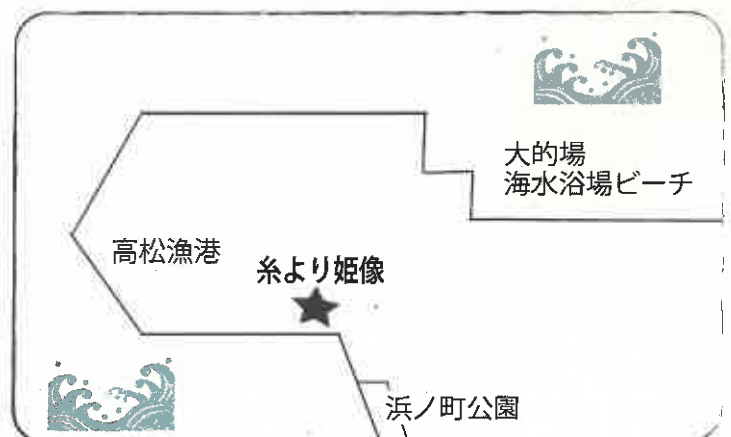 大的場
海水浴場ビーチ
高松漁港
糸より姫像
浜ノ町公園